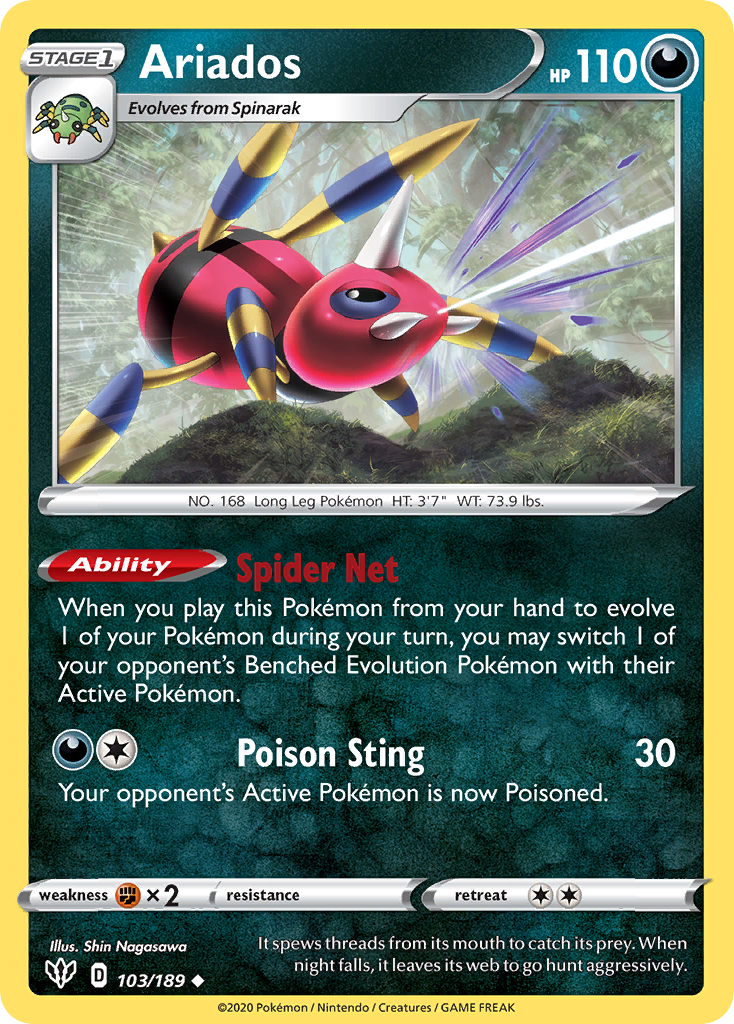 STAGE1
Ariados
HP 110
Evolves from Spinarak
NO. 168 Long Leg Pokémon HT: 3'7" WT: 73.9 lbs.
Ability Spider Net
When you play this Pokémon from your hand to evolve
1 of your Pokémon during your turn, you may switch 1 of
your opponent's Benched Evolution Pokémon with their
Active Pokémon.
Poison Sting 30
Your opponent's Active Pokémon is now Poisoned.
weakness ×2 resistance retreat
Illus. Shin Nagasawa
D 103/189
It spews threads from its mouth to catch its prey. When
night falls, it leaves its web to go hunt aggressively.
©2020 Pokémon / Nintendo / Creatures / GAME FREAK